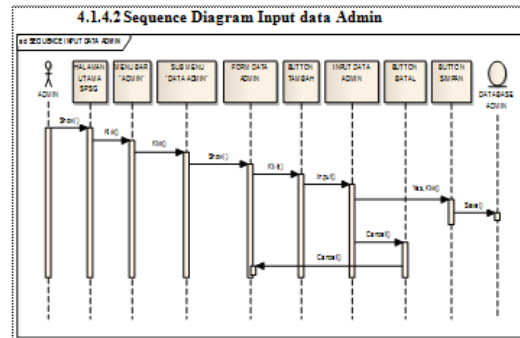 4.1.4.2 Sequence Diagram Input data Admin
sd SEQUENCE INPUT DATA ADMIN
ADMIN
HALAMAN
UTAMA
SPSG
MENU BAR
"ADMIN"
SUB MENU
"DATA ADMIN"
FORM DATA
ADMIN
BUTTON
TAMBAH
INPUT DATA
ADMIN
BUTTON
BATAL
BUTTON
SIMPAN
DATABASE
ADMIN
Show()
Klik()
Klik()
Show()
Klik()
Input()
Yes, Klik()
Save()
Cancel()
Cancel()